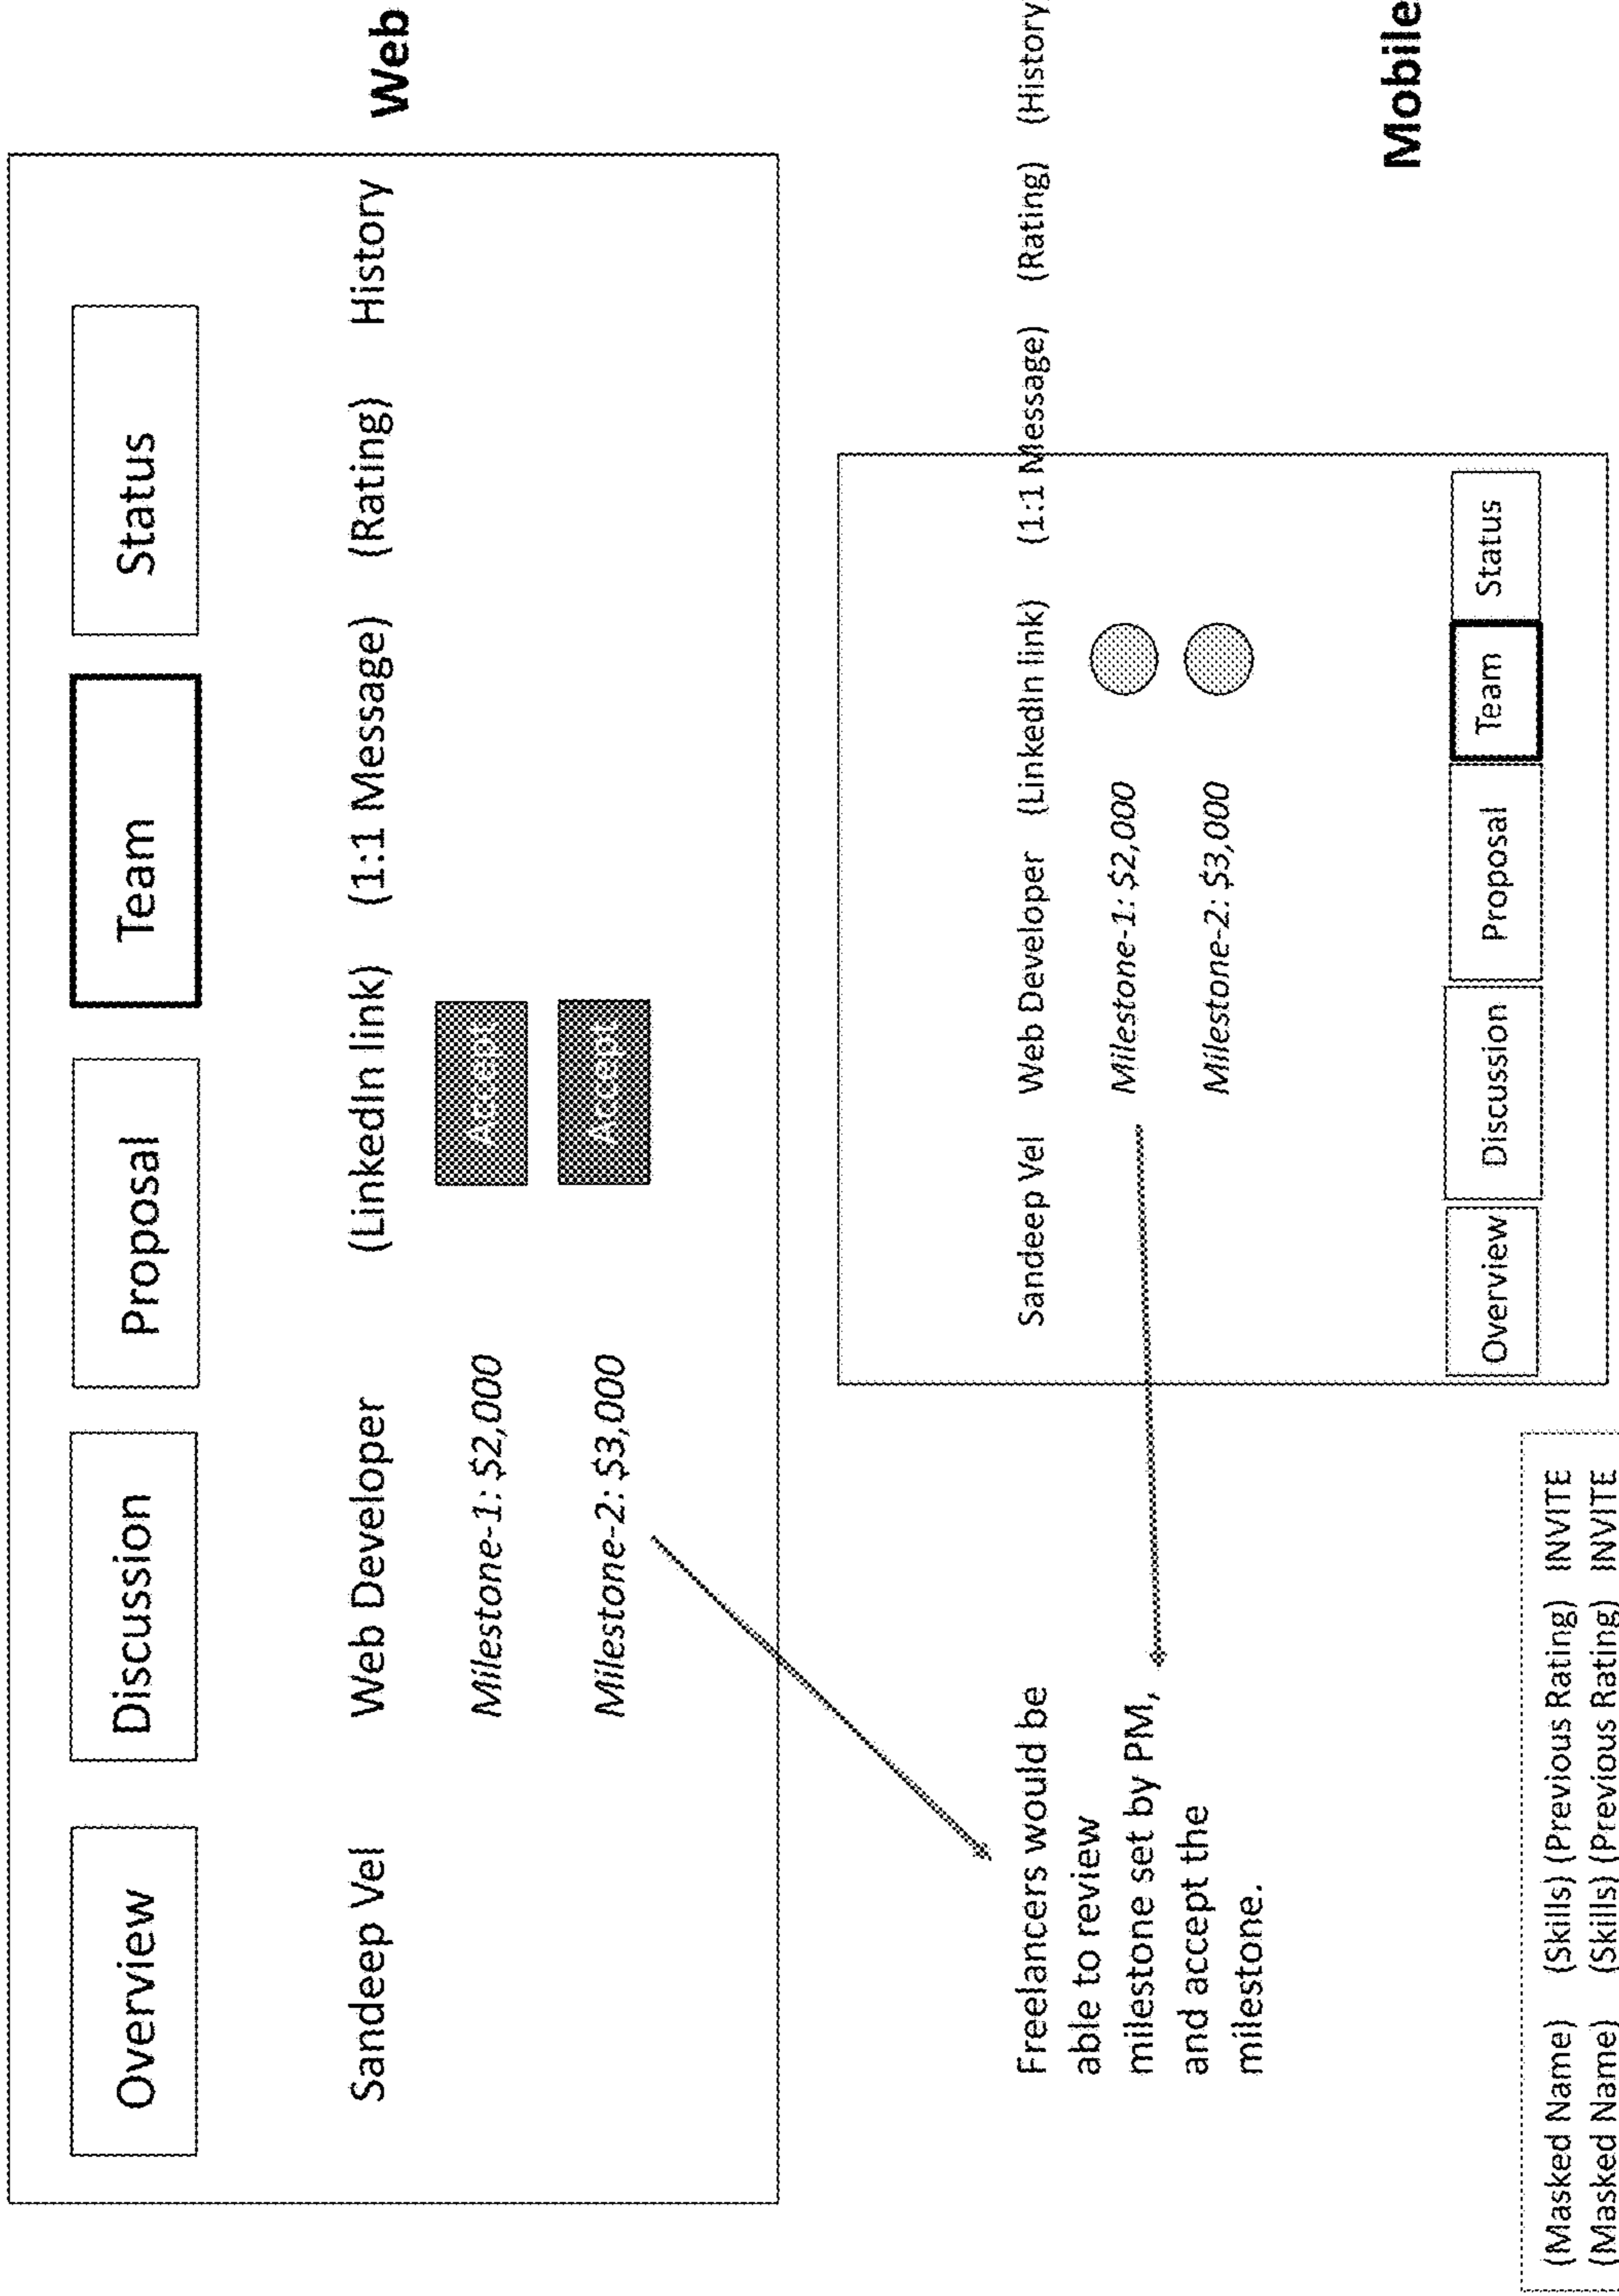 Overview Discussion Proposal Team Status
Sandeep Vel Web Developer (LinkedIn link) (1:1 Message) (Rating) History
Milestone-1: $2,000 Accept
Milestone-2: $3,000 Accept
Web
Freelancers would be
able to review
milestone set by PM,
and accept the
milestone.
Sandeep Vel Web Developer (LinkedIn link) (1:1 Message) (Rating) (History)
Milestone-1: $2,000
Milestone-2: $3,000
Overview Discussion Proposal Team Status
Mobile
(Masked Name) (Skills) (Previous Rating) INVITE
(Masked Name) (Skills) (Previous Rating) INVITE